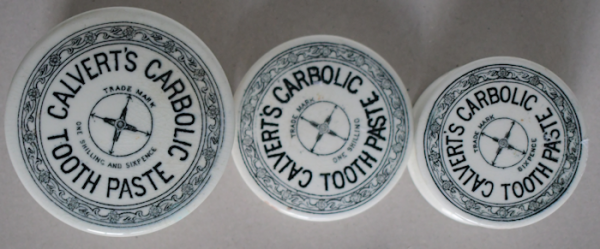 CALVERT'S CARBOLIC
TOOTH PASTE
TRADE MARK
ONE SHILLING AND SIXPENCE
CALVERT'S CARBOLIC
TOOTH PASTE
TRADE MARK
ONE SHILLING
CALVERT'S CARBOLIC
TOOTH PASTE
TRADE MARK
SIXPENCE